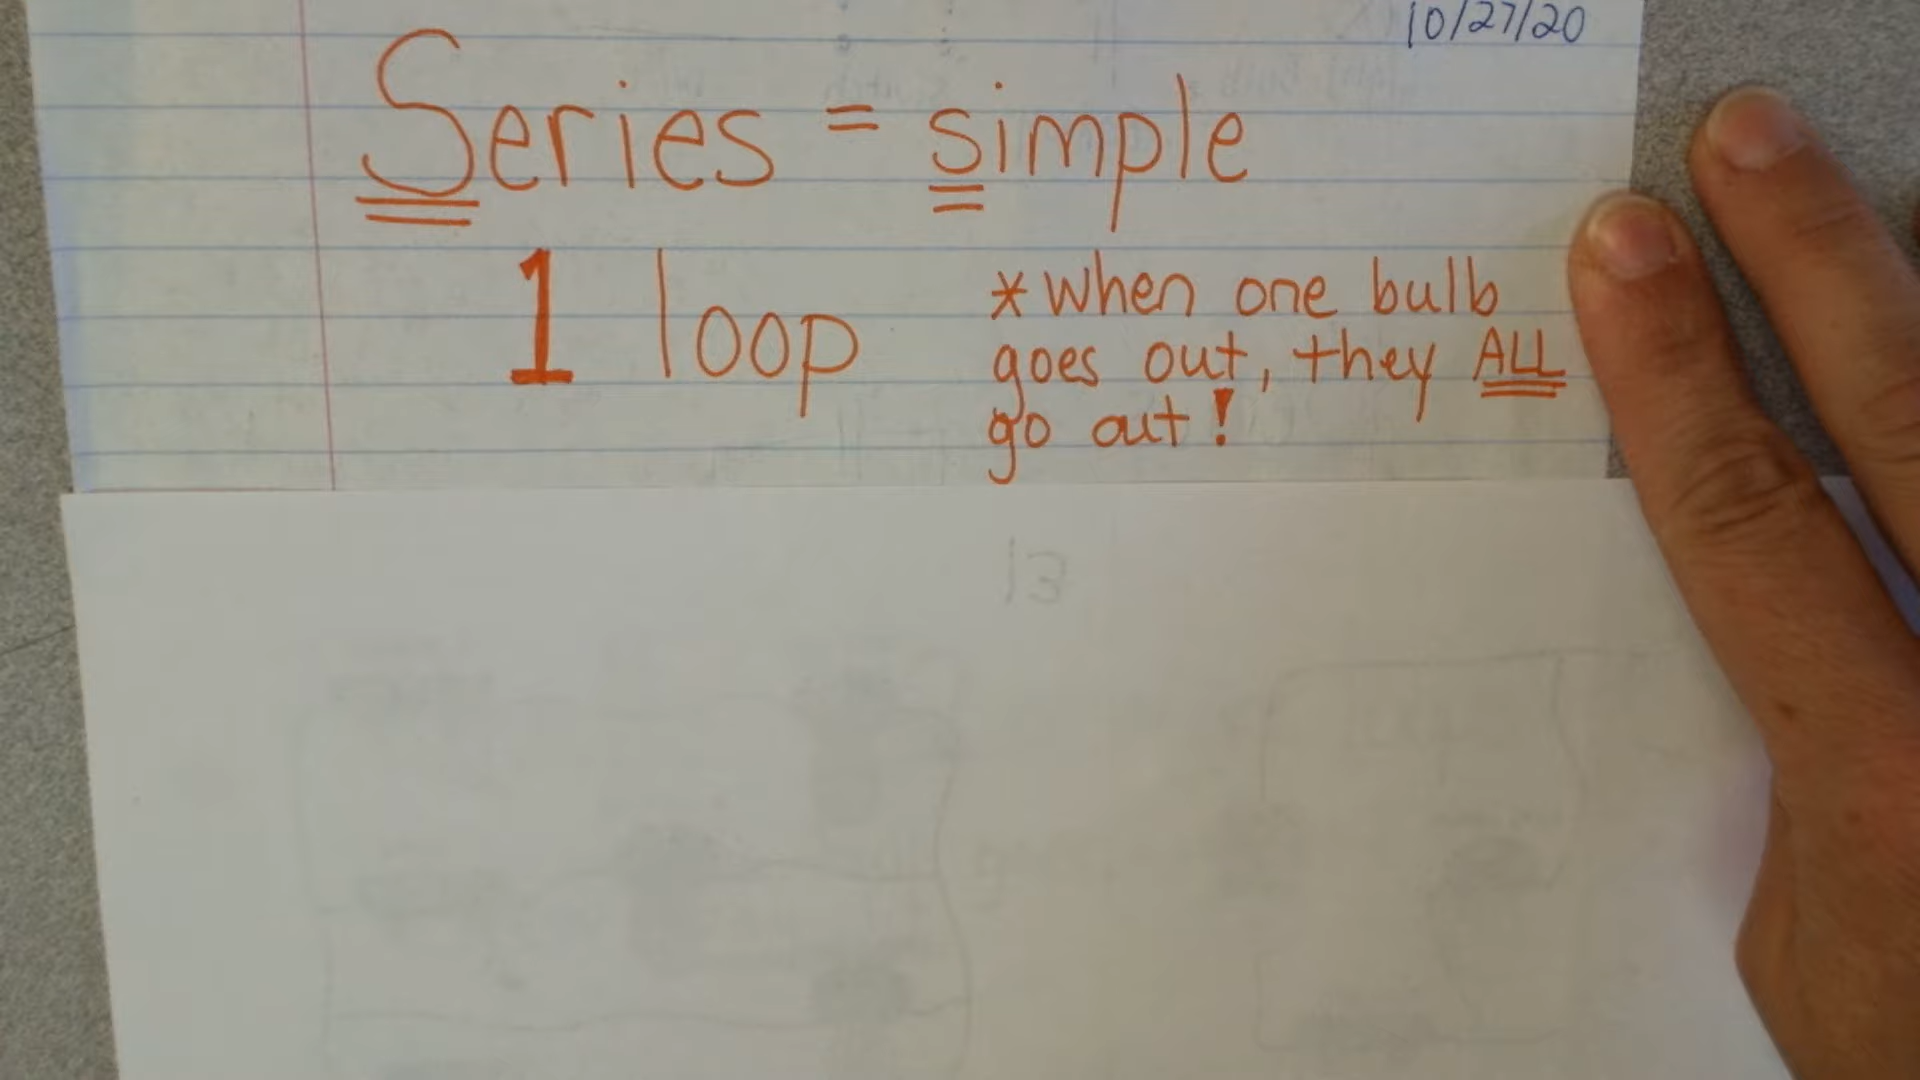 10/27/20
Series = simple
1 loop
*when one bulb
goes out, they ALL
go out!
13